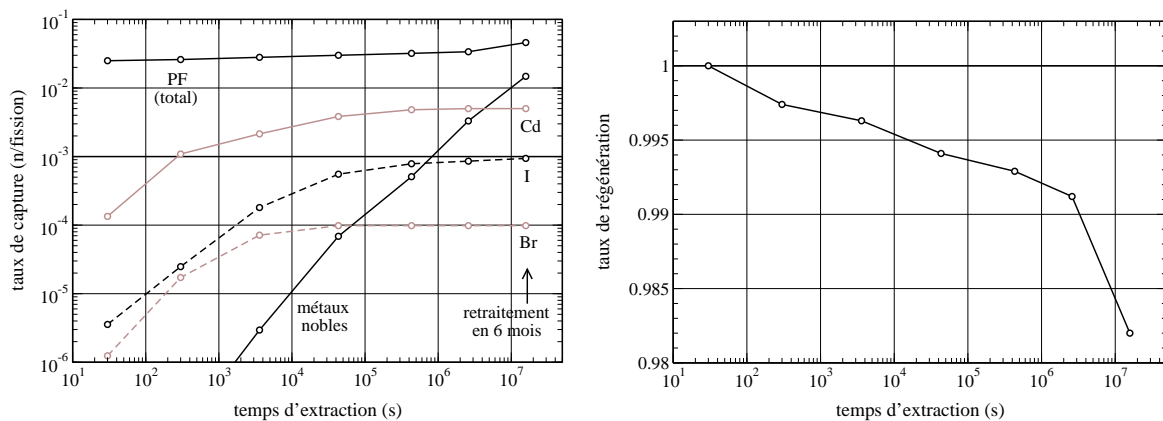 taux de capture (n/fission)
10^-1
10^-2
10^-3
10^-4
10^-5
10^-6
PF
(total)
Cd
I
Br
métaux
nobles
retraitement
en 6 mois
10^1 10^2 10^3 10^4 10^5 10^6 10^7
temps d'extraction (s)
taux de régénération
1
0.995
0.99
0.985
0.98
10^1 10^2 10^3 10^4 10^5 10^6 10^7
temps d'extraction (s)